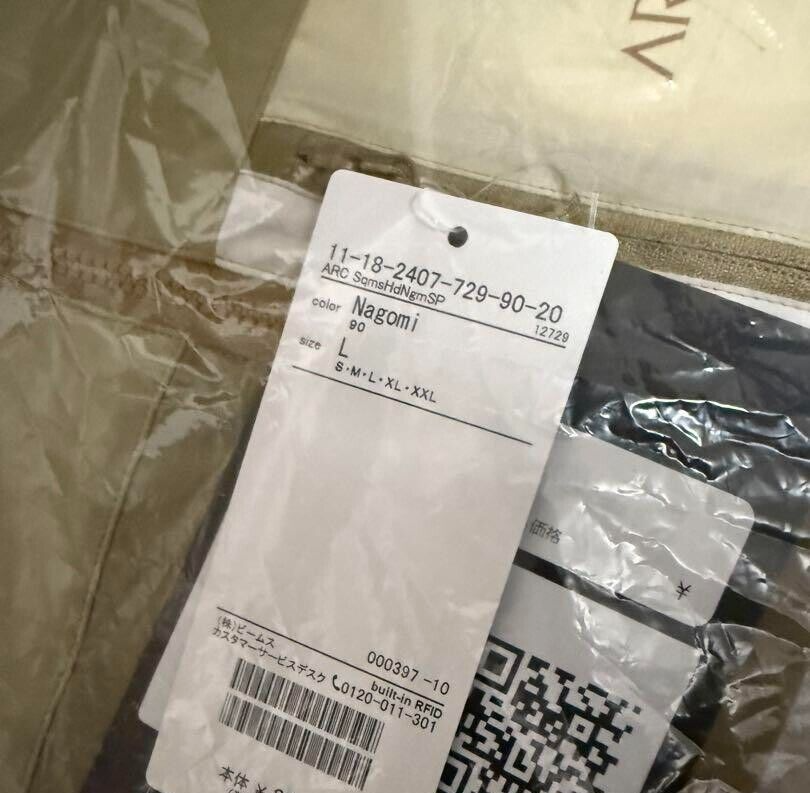 AR
11-18-2407-729-90-20
ARC SqmsHdNgmSP
12729
color Nagomi
90
size L
S・M・L・XL・XXL
価格
¥
(株)ビームス
カスタマーサービスデスク
000397-10
built-in RFID
0120-011-301
本体 ¥